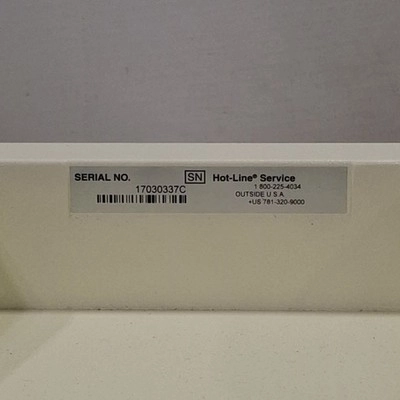 SERIAL NO. SN Hot-Line® Service
17030337C 1 800-225-4034
OUTSIDE U.S.A.
+US 781-320-9000